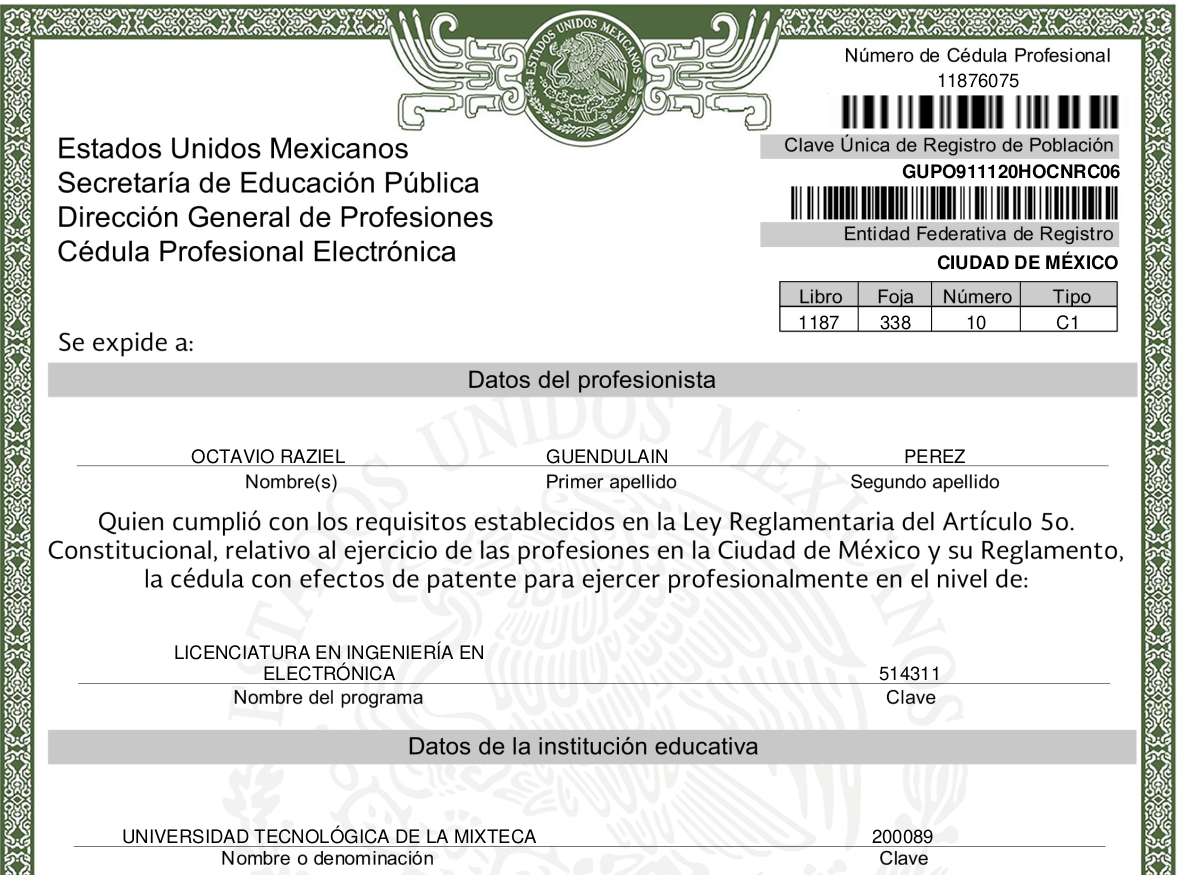 ESTADOS UNIDOS MEXICANOS
Número de Cédula Profesional
11876075
Clave Única de Registro de Población
GUPO911120HOCNRC06
Entidad Federativa de Registro
CIUDAD DE MÉXICO
Libro Foja Número Tipo
1187 338 10 C1
Estados Unidos Mexicanos
Secretaría de Educación Pública
Dirección General de Profesiones
Cédula Profesional Electrónica
Se expide a:
Datos del profesionista
OCTAVIO RAZIEL GUENDULAIN PEREZ
Nombre(s) Primer apellido Segundo apellido
Quien cumplió con los requisitos establecidos en la Ley Reglamentaria del Artículo 5o.
Constitucional, relativo al ejercicio de las profesiones en la Ciudad de México y su Reglamento,
la cédula con efectos de patente para ejercer profesionalmente en el nivel de:
LICENCIATURA EN INGENIERÍA EN
ELECTRÓNICA 514311
Nombre del programa Clave
Datos de la institución educativa
UNIVERSIDAD TECNOLÓGICA DE LA MIXTECA 200089
Nombre o denominación Clave
ESTADOS UNIDOS MEXICANOS